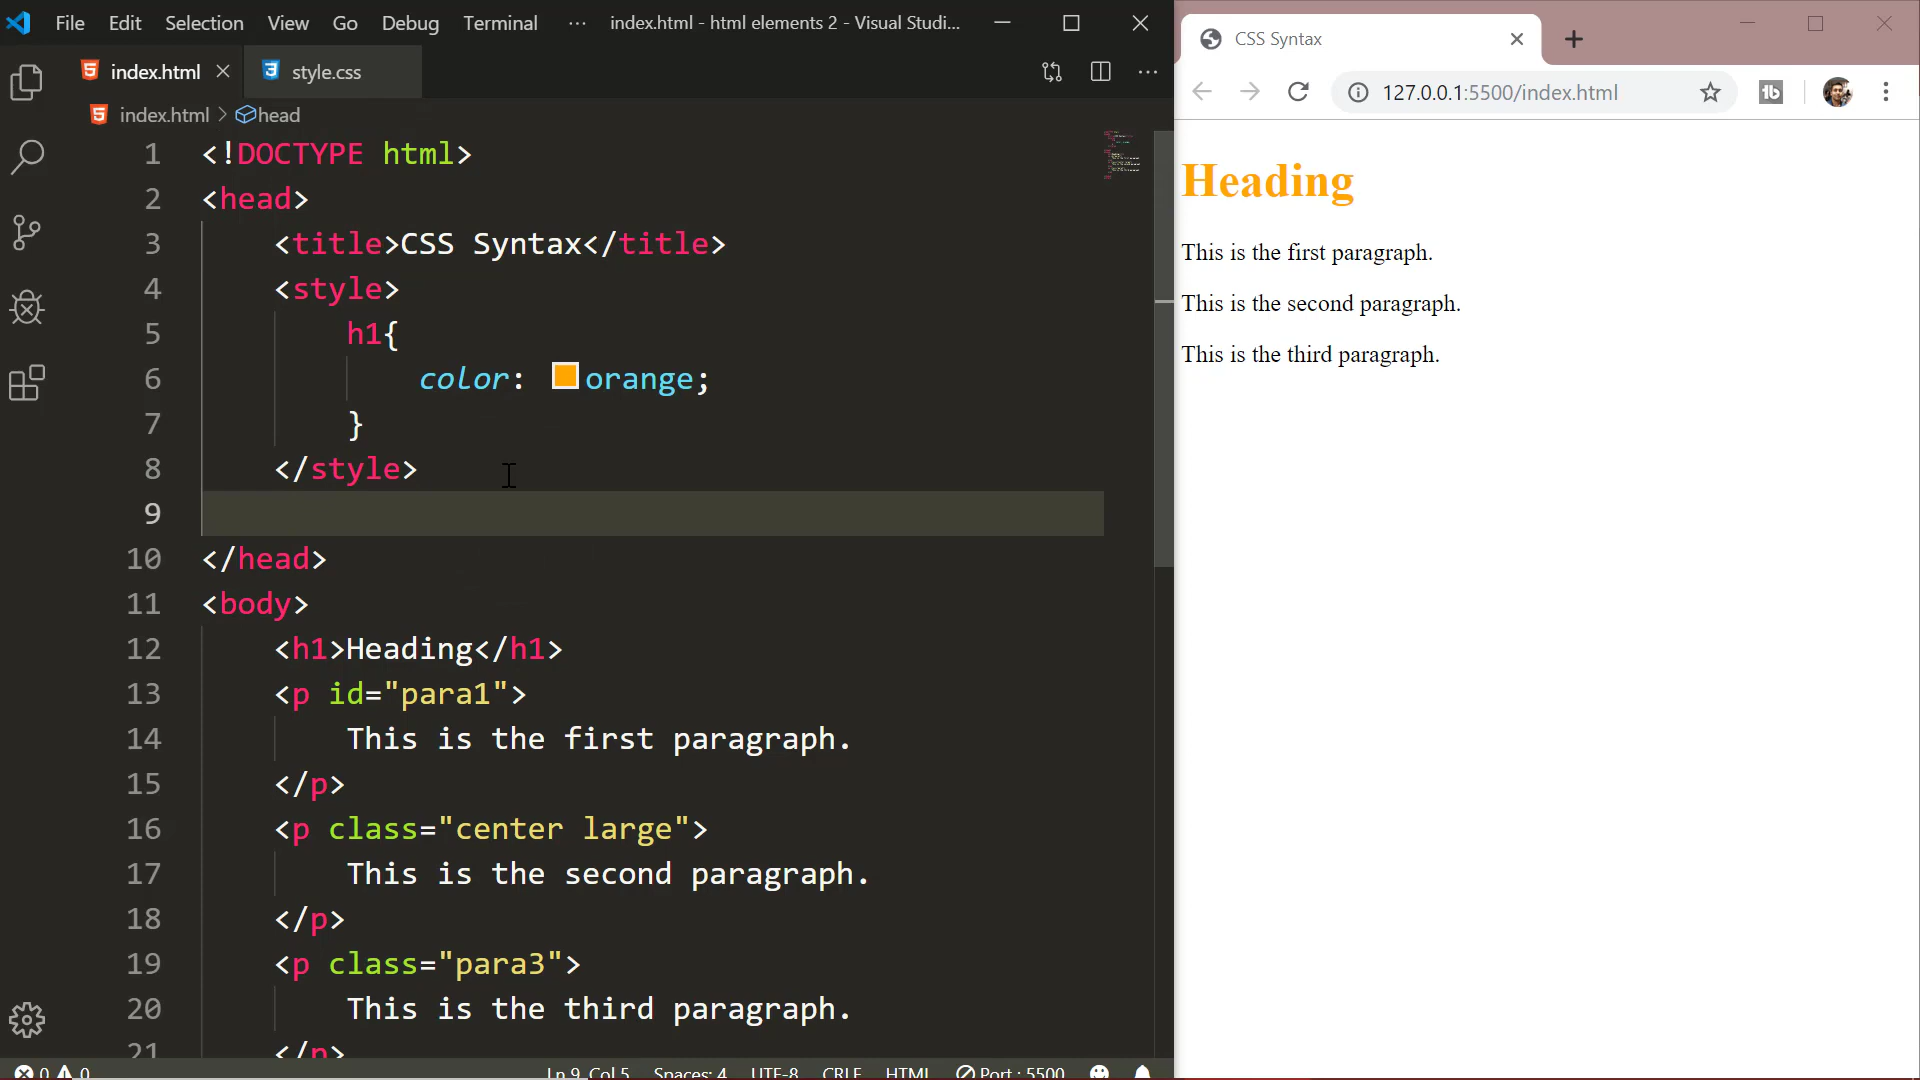 File Edit Selection View Go Debug Terminal ··· index.html - html elements 2 - Visual Studi...
index.html style.css
index.html > head
1 <!DOCTYPE html>
2 <head>
3 <title>CSS Syntax</title>
4 <style>
5 h1{
6 color: orange;
7 }
8 </style>
9
10 </head>
11 <body>
12 <h1>Heading</h1>
13 <p id="para1">
14 This is the first paragraph.
15 </p>
16 <p class="center large">
17 This is the second paragraph.
18 </p>
19 <p class="para3">
20 This is the third paragraph.
21 </p>
0 0 Ln 9, Col 5 Spaces: 4 UTF-8 CRLF HTML Port : 5500
CSS Syntax
127.0.0.1:5500/index.html
Heading
This is the first paragraph.
This is the second paragraph.
This is the third paragraph.